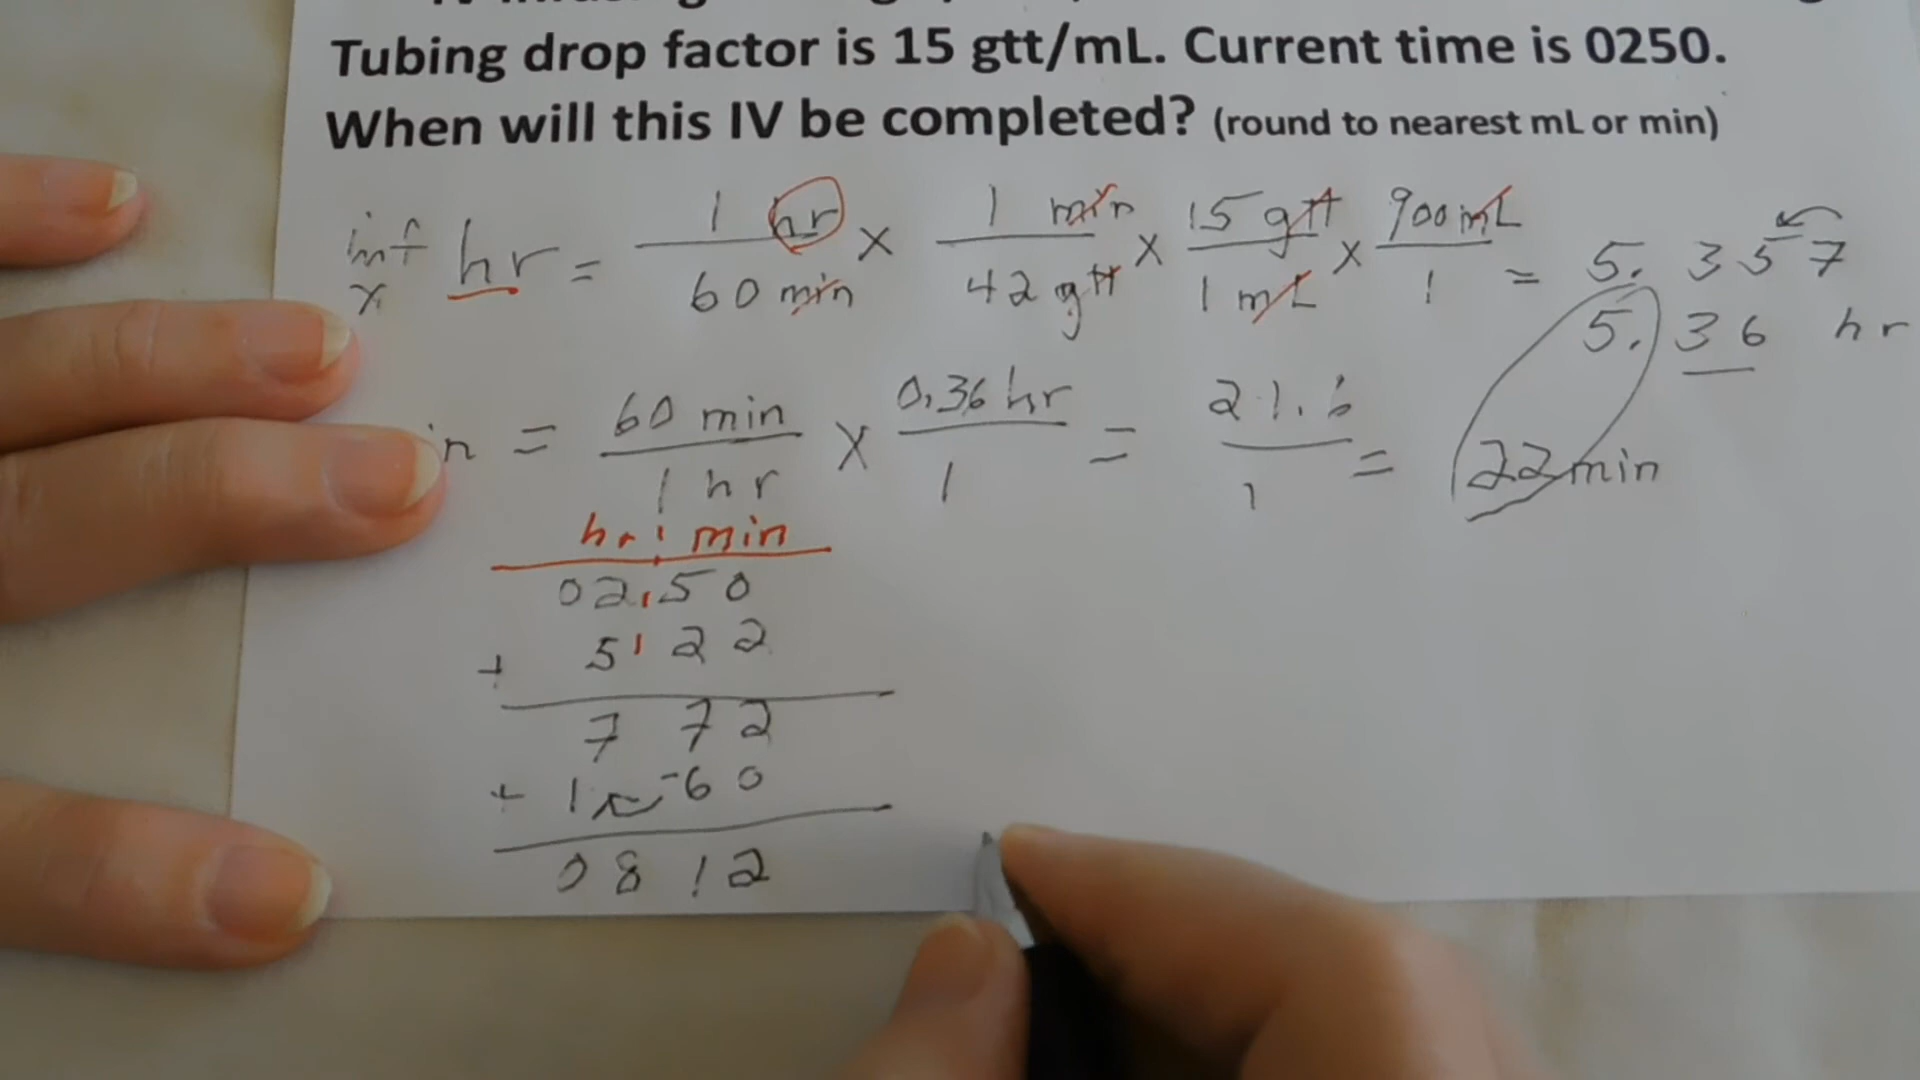 Tubing drop factor is 15 gtt/mL. Current time is 0250.
When will this IV be completed? (round to nearest mL or min)
inf hr = 1 hr / 60 min x 1 min / 42 gtt x 15 gtt / 1 mL x 900 mL / 1 = 5.357
x
5.36 hr
in = 60 min / 1 hr x 0.36 hr / 1 = 21.6 / 1 = 22 min
hr : min
02 50
+ 5 22
7 72
+ 1 -60
08 12